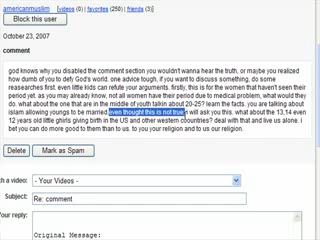 americanmuslim [videos (0) | favorites (250) | friends (3)]
Block this user
October 23, 2007
comment
god knows why you disabled the comment section you wouldn't wanna hear the truth, or maybe you realized
how dumb of you to defy God's world. one advice tough, if you want to discuss something, do some
reasearches first. even little kids can refute your arguments. firstly, this is for the women that haven't seen their
period yet. as you may already know, not all women have their period due to medical problem, what would they
do. what about the one that are in the middle of youth talkin about 20-25? learn the facts, you are talking about
islam allowing youngs to be married.even thought this is not true i will ask you this. what about the 13,14 even
12 years old little ghirls giving birth in the US and other western countries? deal with that and live us alone. i
bet you can do more good to them than to us. to you your religion and to us our religion.
Delete Mark as Spam
h a video: - Your Videos -
Subject: Re: comment
our reply:
Original Message: